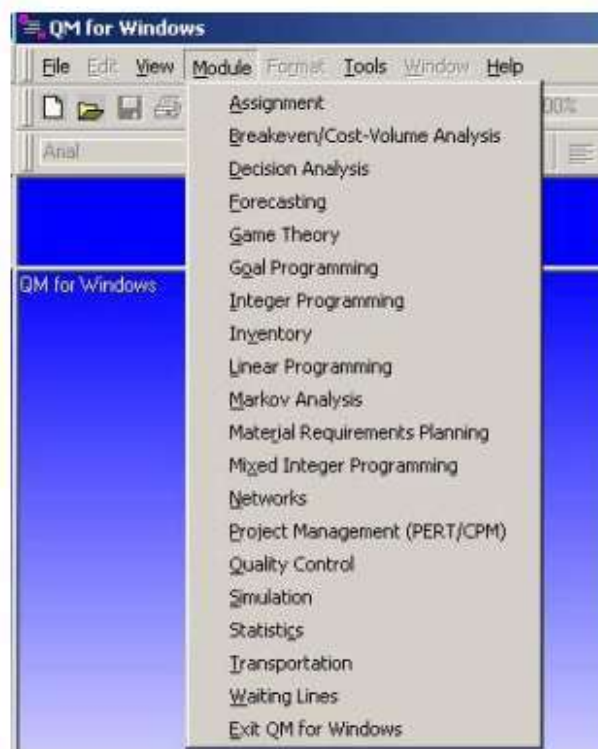 QM for Windows
File Edit View Module Format Tools Window Help
00%
Arial
QM for Windows
Assignment
Breakeven/Cost-Volume Analysis
Decision Analysis
Forecasting
Game Theory
Goal Programming
Integer Programming
Inventory
Linear Programming
Markov Analysis
Material Requirements Planning
Mixed Integer Programming
Networks
Project Management (PERT/CPM)
Quality Control
Simulation
Statistics
Transportation
Waiting Lines
Exit QM for Windows